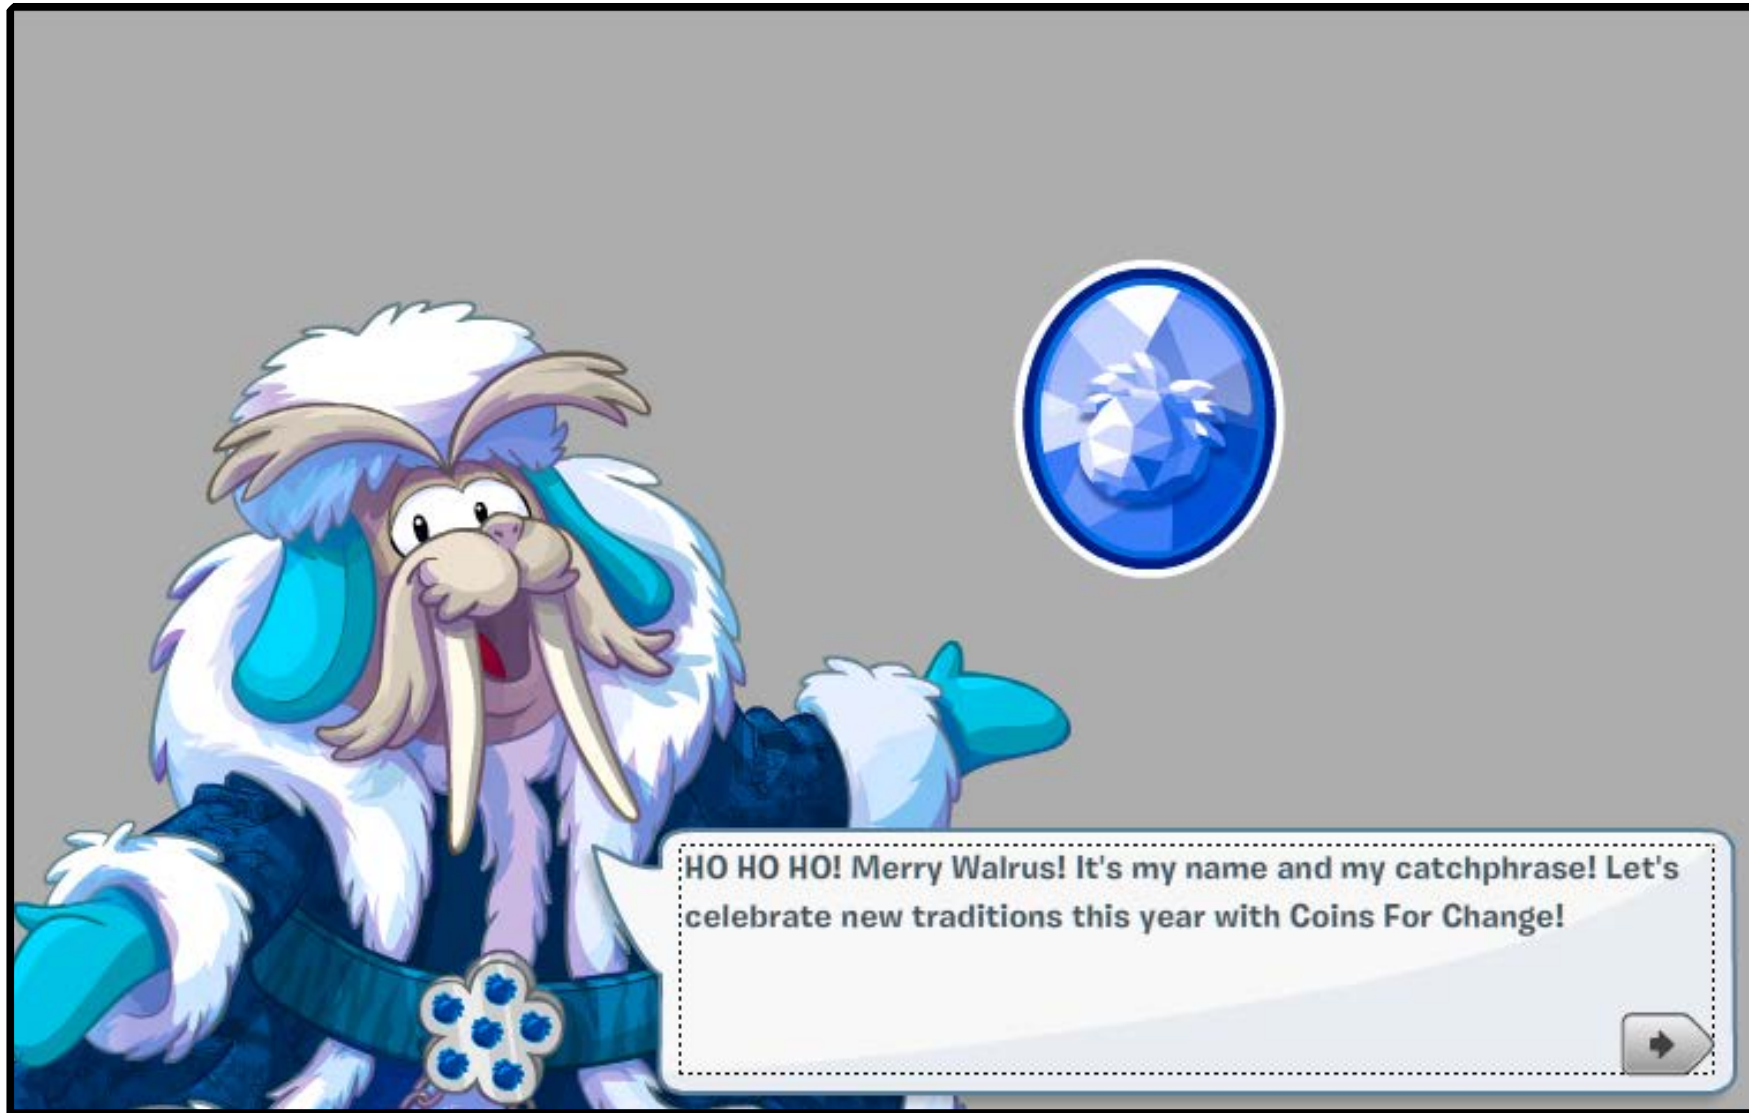 HO HO HO! Merry Walrus! It's my name and my catchphrase! Let's
celebrate new traditions this year with Coins For Change!